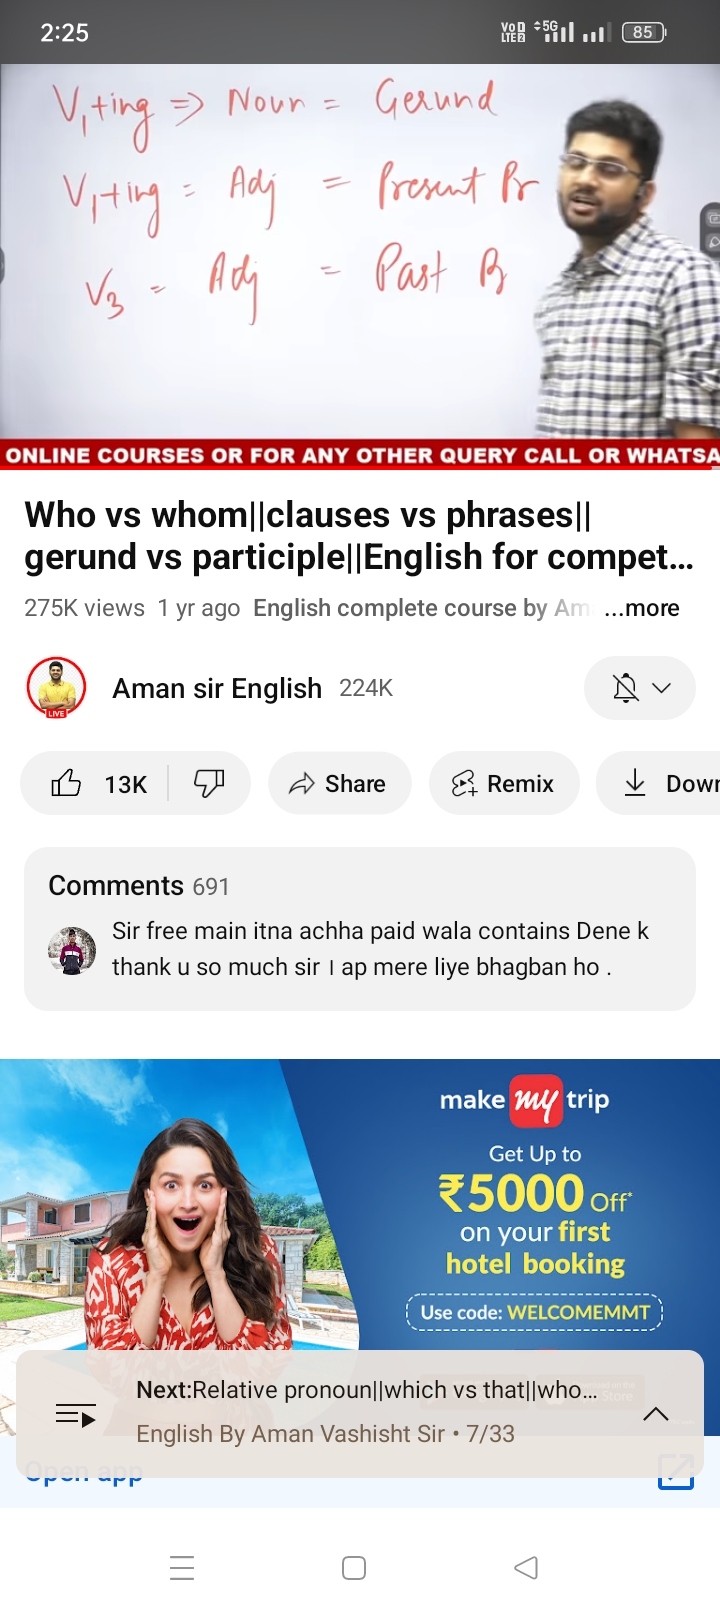 2:25
VoD LTE2 5G 85
V1+ing => Noun = Gerund
V1+ing = Adj = Present Pr
V3 = Adj = Past P
ONLINE COURSES OR FOR ANY OTHER QUERY CALL OR WHATSA
Who vs whom||clauses vs phrases||
gerund vs participle||English for compet...
275K views 1 yr ago English complete course by Am ...more
Aman sir English 224K
LIVE
13K Share Remix Down
Comments 691
Sir free main itna achha paid wala contains Dene k
thank u so much sir । ap mere liye bhagban ho .
make my trip
Get Up to
₹5000 Off*
on your first
hotel booking
Use code: WELCOMEMMT
Next:Relative pronoun||which vs that||who...
English By Aman Vashisht Sir • 7/33
Open app